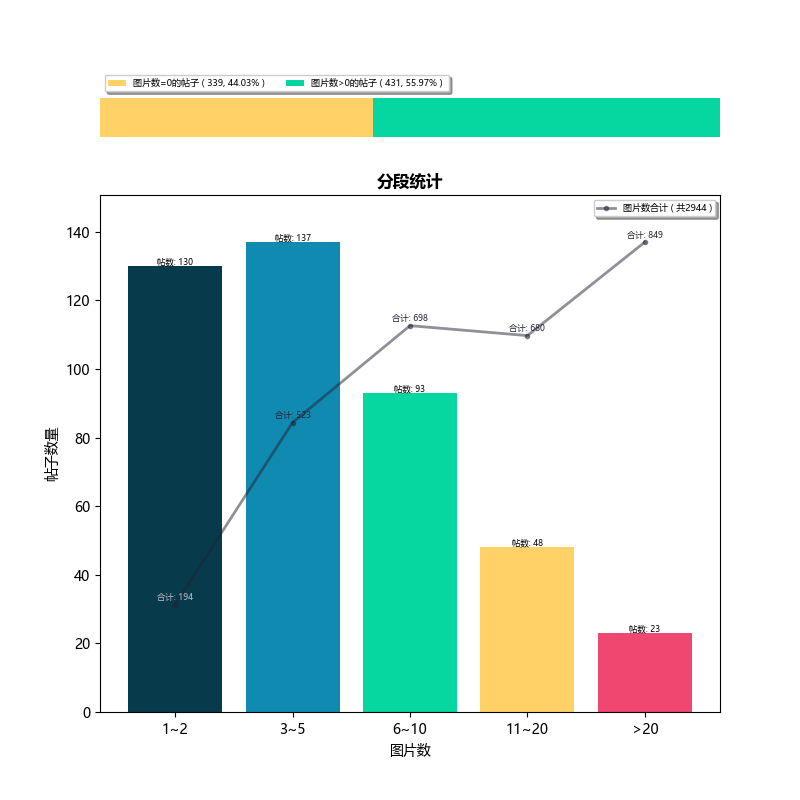 图片数=0的帖子 ( 339, 44.03% )
图片数>0的帖子 ( 431, 55.97% )
分段统计
图片数合计 ( 共2944 )
140
120
100
80
60
40
20
0
帖子数量
帖数: 130
帖数: 137
帖数: 93
帖数: 48
帖数: 23
合计: 194
合计: 523
合计: 698
合计: 680
合计: 849
1~2
3~5
6~10
11~20
>20
图片数